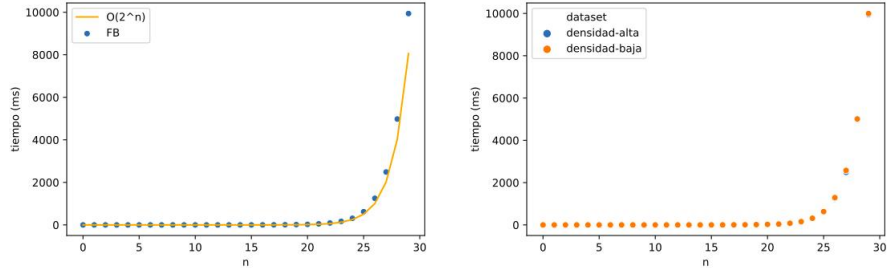 O(2^n)
FB
10000
8000
6000
4000
2000
0
tiempo (ms)
0 5 10 15 20 25 30
n
dataset
densidad-alta
densidad-baja
10000
8000
6000
4000
2000
0
tiempo (ms)
0 5 10 15 20 25 30
n